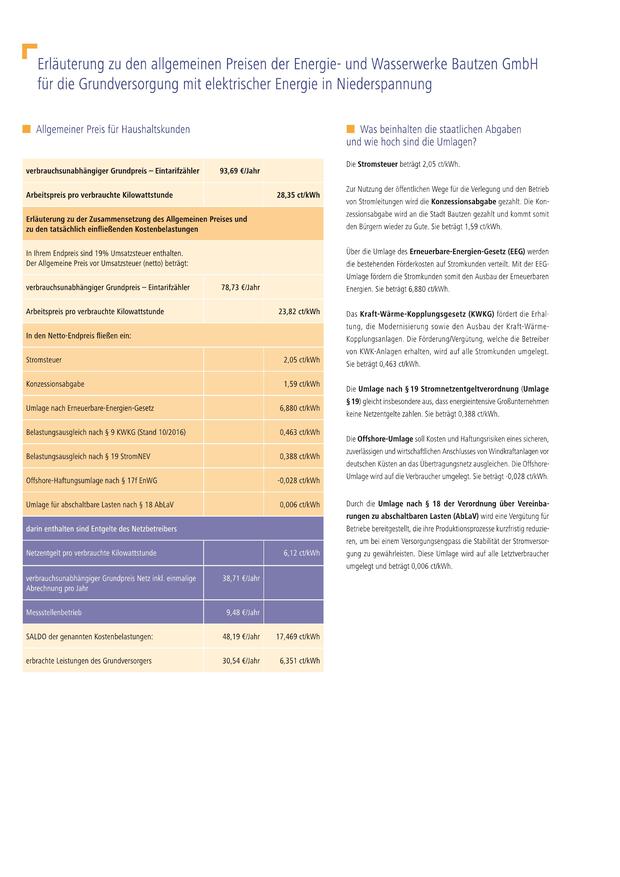 Erläuterung zu den allgemeinen Preisen der Energie- und Wasserwerke Bautzen GmbH
für die Grundversorgung mit elektrischer Energie in Niederspannung
Allgemeiner Preis für Haushaltskunden
verbrauchsunabhängiger Grundpreis – Eintarifzähler 93,69 €/Jahr
Arbeitspreis pro verbrauchte Kilowattstunde 28,35 ct/kWh
Erläuterung zu der Zusammensetzung des Allgemeinen Preises und
zu den tatsächlich einfließenden Kostenbelastungen
In Ihrem Endpreis sind 19% Umsatzsteuer enthalten.
Der Allgemeine Preis vor Umsatzsteuer (netto) beträgt:
verbrauchsunabhängiger Grundpreis – Eintarifzähler 78,73 €/Jahr
Arbeitspreis pro verbrauchte Kilowattstunde 23,82 ct/kWh
In den Netto-Endpreis fließen ein:
Stromsteuer 2,05 ct/kWh
Konzessionsabgabe 1,59 ct/kWh
Umlage nach Erneuerbare-Energien-Gesetz 6,880 ct/kWh
Belastungsausgleich nach § 9 KWKG (Stand 10/2016) 0,463 ct/kWh
Belastungsausgleich nach § 19 StromNEV 0,388 ct/kWh
Offshore-Haftungsumlage nach § 17f EnWG -0,028 ct/kWh
Umlage für abschaltbare Lasten nach § 18 AbLaV 0,006 ct/kWh
darin enthalten sind Entgelte des Netzbetreibers
Netzentgelt pro verbrauchte Kilowattstunde 6,12 ct/kWh
verbrauchsunabhängiger Grundpreis Netz inkl. einmalige 38,71 €/Jahr
Abrechnung pro Jahr
Messstellenbetrieb 9,48 €/Jahr
SALDO der genannten Kostenbelastungen: 48,19 €/Jahr 17,469 ct/kWh
erbrachte Leistungen des Grundversorgers 30,54 €/Jahr 6,351 ct/kWh
Was beinhalten die staatlichen Abgaben
und wie hoch sind die Umlagen?
Die Stromsteuer beträgt 2,05 ct/kWh.
Zur Nutzung der öffentlichen Wege für die Verlegung und den Betrieb
von Stromleitungen wird die Konzessionsabgabe gezahlt. Die Kon-
zessionsabgabe wird an die Stadt Bautzen gezahlt und kommt somit
den Bürgern wieder zu Gute. Sie beträgt 1,59 ct/kWh.
Über die Umlage des Erneuerbare-Energien-Gesetz (EEG) werden
die bestehenden Förderkosten auf Stromkunden verteilt. Mit der EEG-
Umlage fördern die Stromkunden somit den Ausbau der Erneuerbaren
Energien. Sie beträgt 6,880 ct/kWh.
Das Kraft-Wärme-Kopplungsgesetz (KWKG) fördert die Erhal-
tung, die Modernisierung sowie den Ausbau der Kraft-Wärme-
Kopplungsanlagen. Die Förderung/Vergütung, welche die Betreiber
von KWK-Anlagen erhalten, wird auf alle Stromkunden umgelegt.
Sie beträgt 0,463 ct/kWh.
Die Umlage nach § 19 Stromnetzentgeltverordnung (Umlage
§ 19) gleicht insbesondere aus, dass energieintensive Großunternehmen
keine Netzentgelte zahlen. Sie beträgt 0,388 ct/kWh.
Die Offshore-Umlage soll Kosten und Haftungsrisiken eines sicheren,
zuverlässigen und wirtschaftlichen Anschlusses von Windkraftanlagen vor
deutschen Küsten an das Übertragungsnetz ausgleichen. Die Offshore-
Umlage wird auf die Verbraucher umgelegt. Sie beträgt -0,028 ct/kWh.
Durch die Umlage nach § 18 der Verordnung über Vereinba-
rungen zu abschaltbaren Lasten (AbLaV) wird eine Vergütung für
Betriebe bereitgestellt, die ihre Produktionsprozesse kurzfristig reduzie-
ren, um bei einem Versorgungsengpass die Stabilität der Stromversor-
gung zu gewährleisten. Diese Umlage wird auf alle Letztverbraucher
umgelegt und beträgt 0,006 ct/kWh.